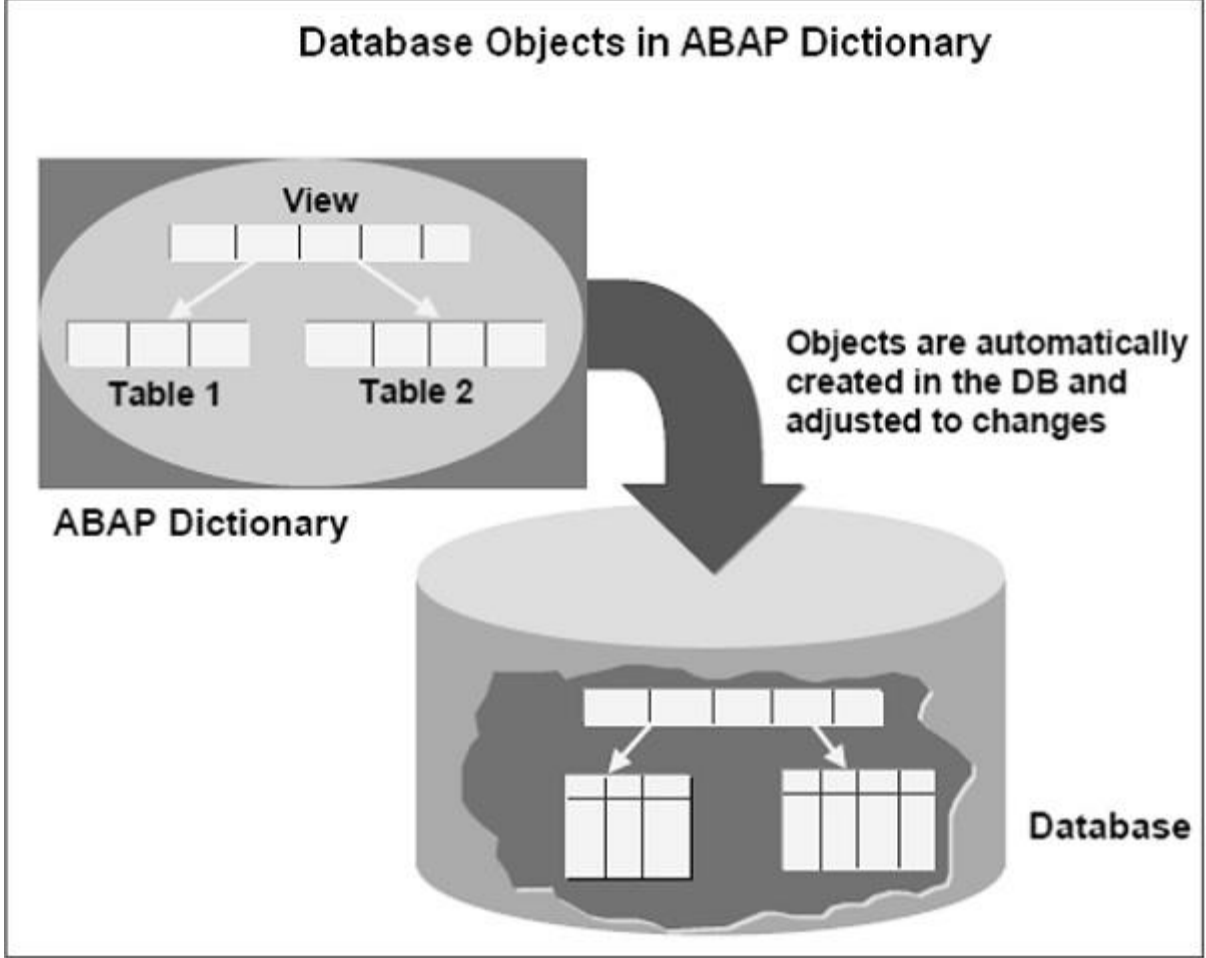 Database Objects in ABAP Dictionary
View
Table 1
Table 2
ABAP Dictionary
Objects are automatically
created in the DB and
adjusted to changes
Database